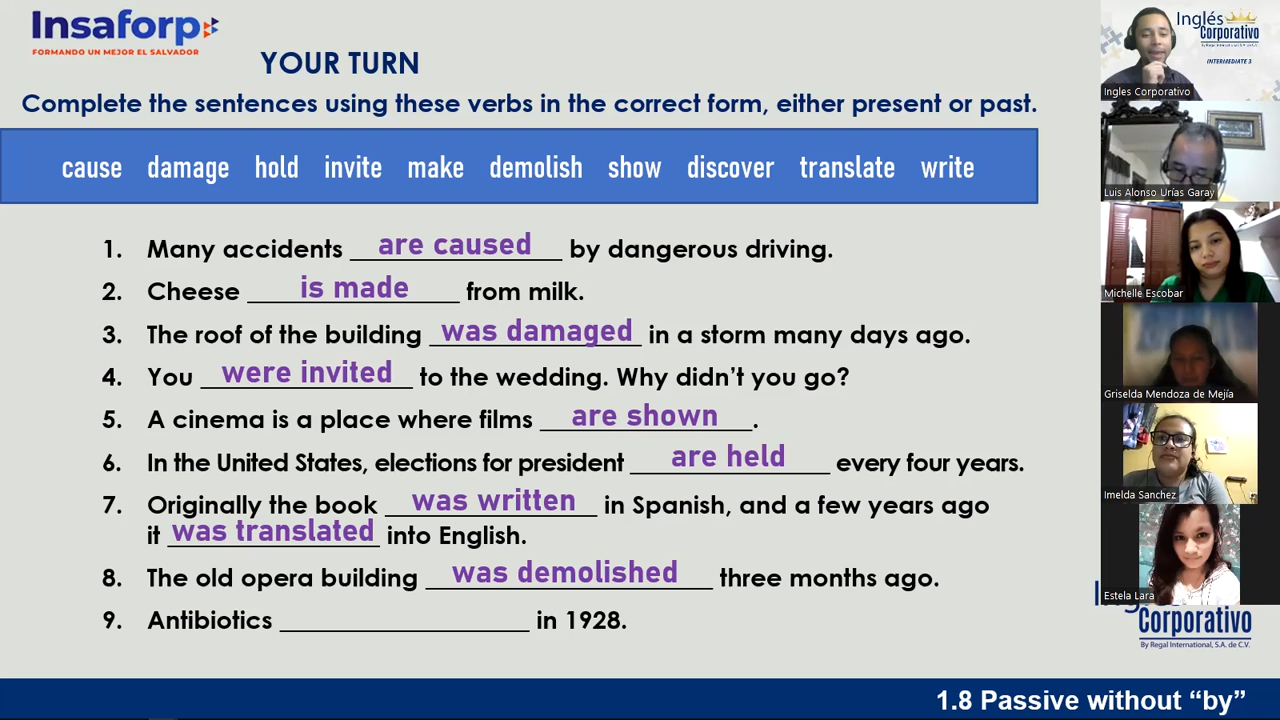 Insaforp
FORMANDO UN MEJOR EL SALVADOR
YOUR TURN
Complete the sentences using these verbs in the correct form, either present or past.
cause damage hold invite make demolish show discover translate write
1. Many accidents are caused by dangerous driving.
2. Cheese is made from milk.
3. The roof of the building was damaged in a storm many days ago.
4. You were invited to the wedding. Why didn't you go?
5. A cinema is a place where films are shown.
6. In the United States, elections for president are held every four years.
7. Originally the book was written in Spanish, and a few years ago
it was translated into English.
8. The old opera building was demolished three months ago.
9. Antibiotics ___________________ in 1928.
1.8 Passive without “by”
Inglés
Corporativo
By Regal International, S.A. de C.V.
INTERMEDIATE 3
Ingles Corporativo
Luis Alonso Urías Garay
Michelle Escobar
Griselda Mendoza de Mejía
Imelda Sanchez
Estela Lara
Corporativo
By Regal International, S.A. de C.V.